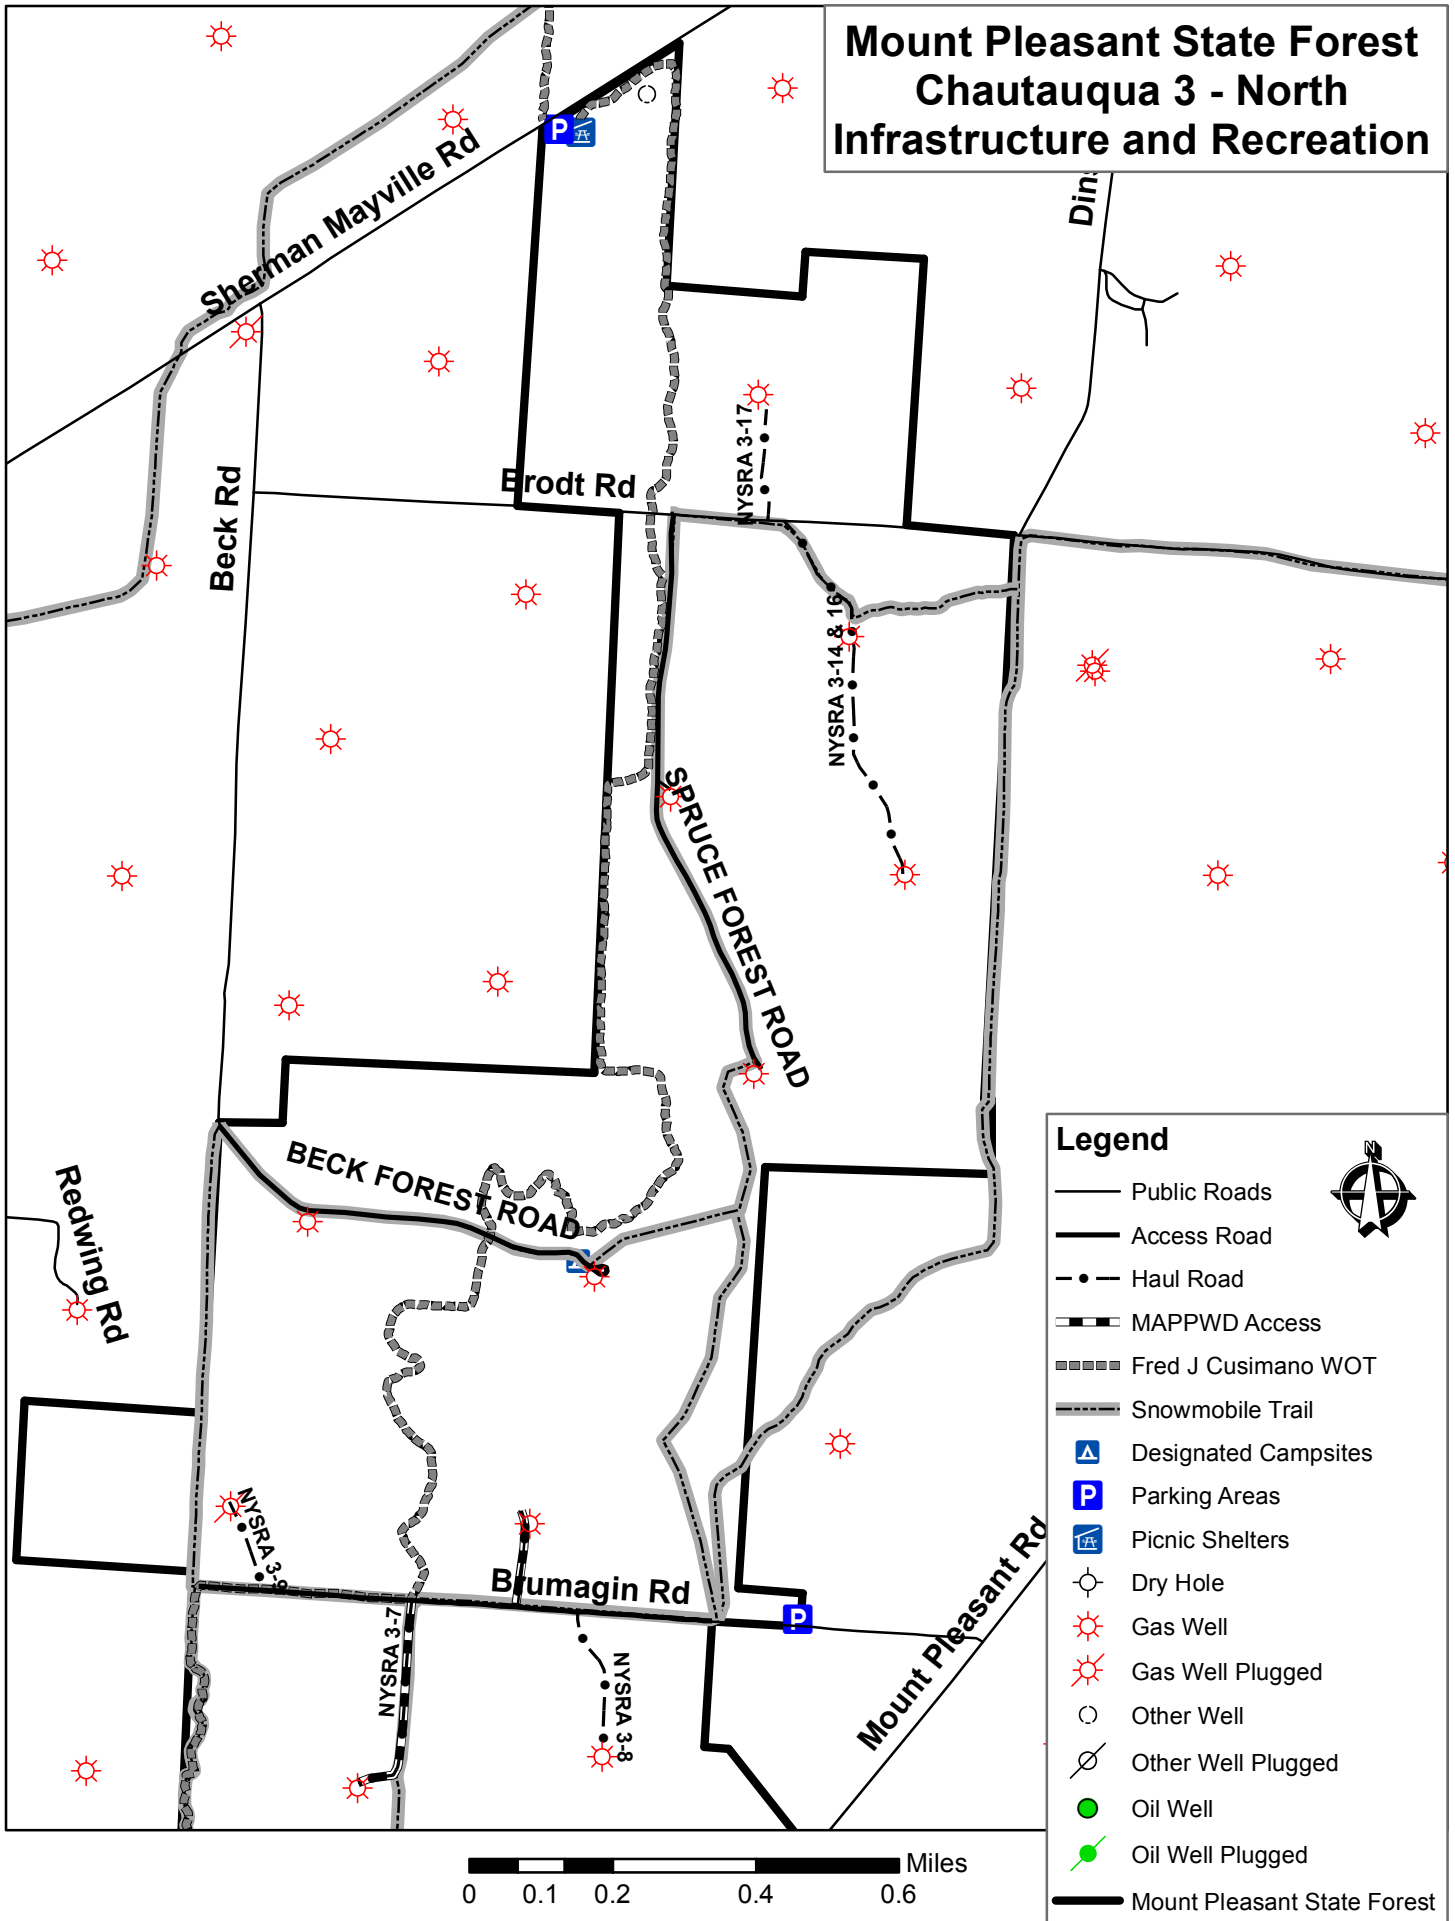 Mount Pleasant State Forest
Chautauqua 3 - North
Infrastructure and Recreation
P
Sherman Mayville Rd
Beck Rd
Brodt Rd
NYSRA 3-17
NYSRA 3-14 & 16
SPRUCE FOREST ROAD
BECK FOREST ROAD
Redwing Rd
NYSRA 3-9
Brumagin Rd
NYSRA 3-7
NYSRA 3-8
P
Mount Pleasant Rd
Legend
N
Public Roads
Access Road
Haul Road
MAPPWD Access
Fred J Cusimano WOT
Snowmobile Trail
Designated Campsites
P Parking Areas
Picnic Shelters
Dry Hole
Gas Well
Gas Well Plugged
Other Well
Other Well Plugged
Oil Well
Oil Well Plugged
Mount Pleasant State Forest
Miles
0 0.1 0.2 0.4 0.6